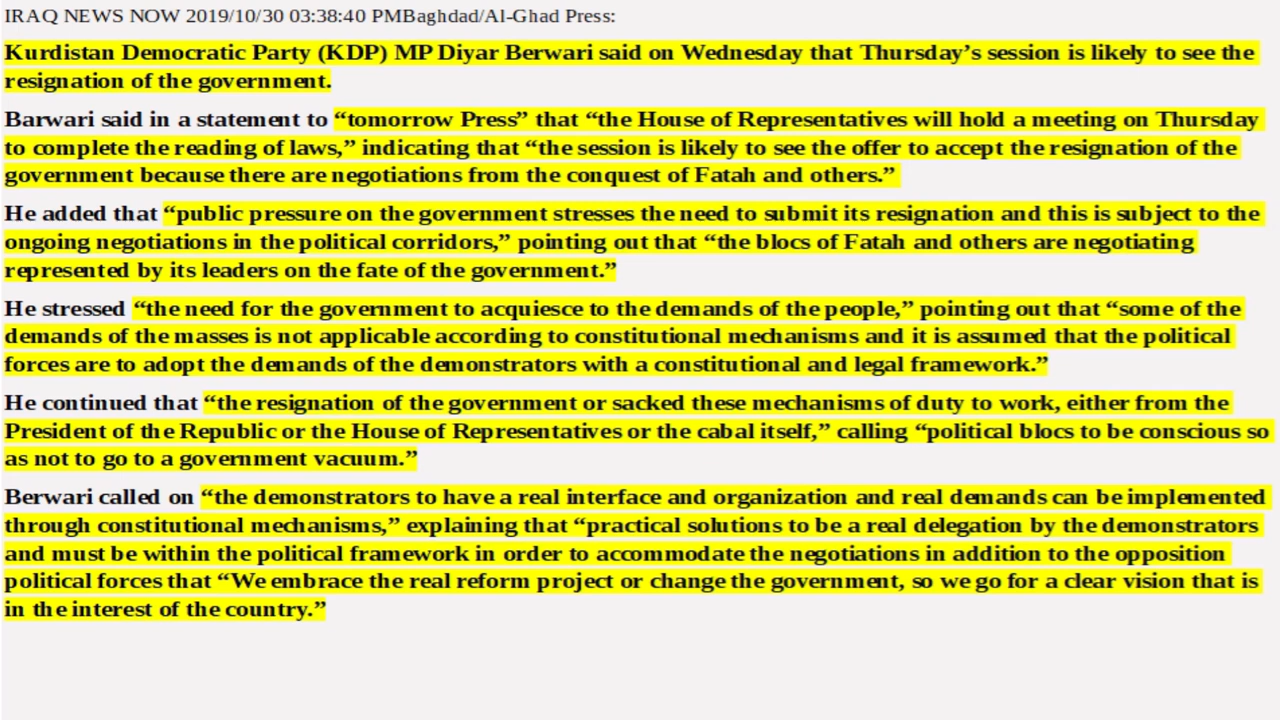 IRAQ NEWS NOW 2019/10/30 03:38:40 PMBaghdad/Al-Ghad Press:
Kurdistan Democratic Party (KDP) MP Diyar Berwari said on Wednesday that Thursday’s session is likely to see the
resignation of the government.
Barwari said in a statement to “tomorrow Press” that “the House of Representatives will hold a meeting on Thursday
to complete the reading of laws,” indicating that “the session is likely to see the offer to accept the resignation of the
government because there are negotiations from the conquest of Fatah and others.”
He added that “public pressure on the government stresses the need to submit its resignation and this is subject to the
ongoing negotiations in the political corridors,” pointing out that “the blocs of Fatah and others are negotiating
represented by its leaders on the fate of the government.”
He stressed “the need for the government to acquiesce to the demands of the people,” pointing out that “some of the
demands of the masses is not applicable according to constitutional mechanisms and it is assumed that the political
forces are to adopt the demands of the demonstrators with a constitutional and legal framework.”
He continued that “the resignation of the government or sacked these mechanisms of duty to work, either from the
President of the Republic or the House of Representatives or the cabal itself,” calling “political blocs to be conscious so
as not to go to a government vacuum.”
Berwari called on “the demonstrators to have a real interface and organization and real demands can be implemented
through constitutional mechanisms,” explaining that “practical solutions to be a real delegation by the demonstrators
and must be within the political framework in order to accommodate the negotiations in addition to the opposition
political forces that “We embrace the real reform project or change the government, so we go for a clear vision that is
in the interest of the country.”